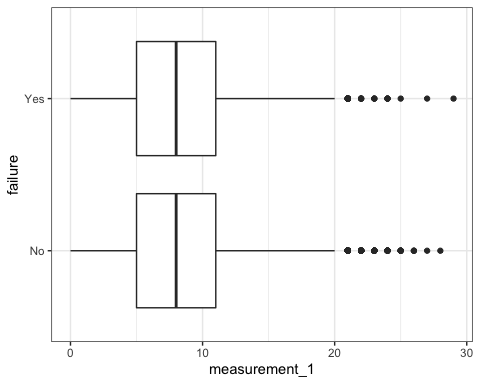 Yes
failure
No
0 10 20 30
measurement_1